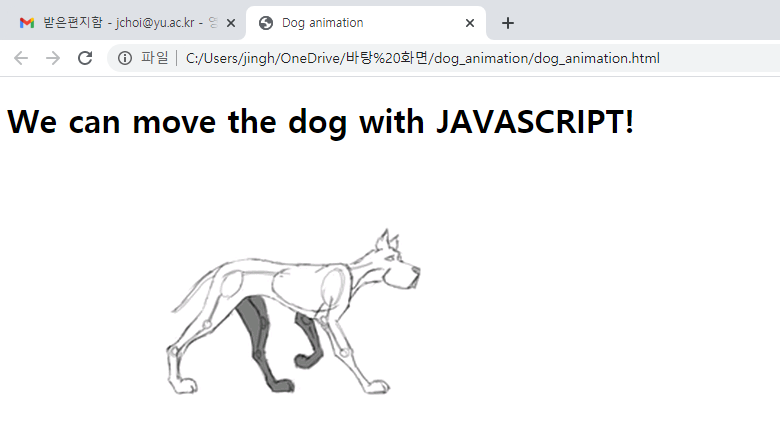 받은편지함 - jchoi@yu.ac.kr -
Dog animation
파일 C:/Users/jingh/OneDrive/바탕%20화면/dog_animation/dog_animation.html
We can move the dog with JAVASCRIPT!